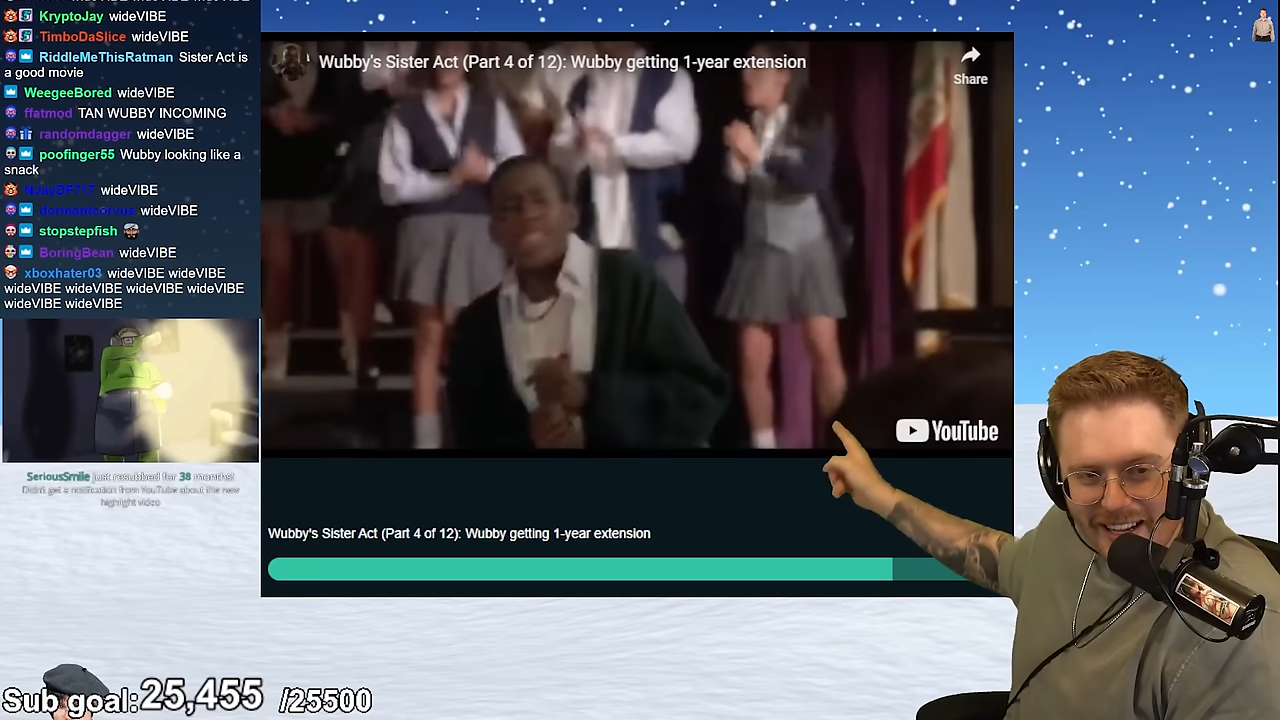 KryptoJay wideVIBE
TimboDaSlice wideVIBE
RiddleMeThisRatman Sister Act is
a good movie
WeegeeBored wideVIBE
ffatmod TAN WUBBY INCOMING
randomdagger wideVIBE
poofinger55 Wubby looking like a
snack
NJayDF717 wideVIBE
dormantcorvus wideVIBE
stopstepfish
BoringBean wideVIBE
xboxhater03 wideVIBE wideVIBE
wideVIBE wideVIBE wideVIBE wideVIBE
wideVIBE wideVIBE
Wubby's Sister Act (Part 4 of 12): Wubby getting 1-year extension
Share
YouTube
SeriousSmile just resubbed for 38 months!
Didnt get a notification from YouTube about the new
highlight video
Wubby's Sister Act (Part 4 of 12): Wubby getting 1-year extension
Sub goal: 25,455 /25500